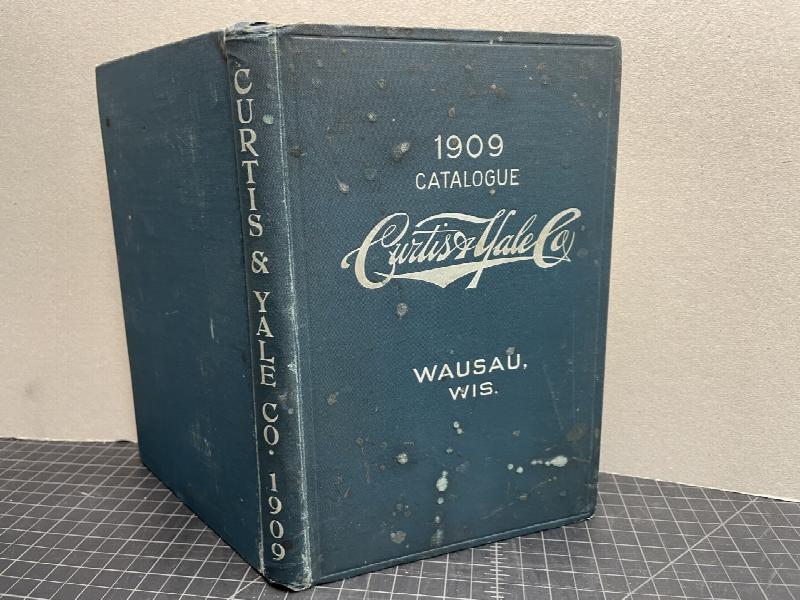 CURTIS & YALE CO. 1909
1909
CATALOGUE
Curtis & Yale Co
WAUSAU,
WIS.